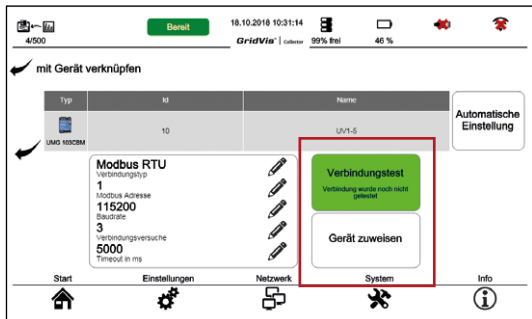 4/500
Bereit
18.10.2018 10:31:14
GridVis® | Collector
99% frei
46 %
mit Gerät verknüpfen
Typ Id Name
UMG 103CBM 10 UV1-5
Automatische
Einstellung
Modbus RTU
Verbindungstyp
1
Modbus Adresse
115200
Baudrate
3
Verbindungsversuche
5000
Timeout in ms
Verbindungstest
Verbindung wurde noch nicht
getestet
Gerät zuweisen
Start Einstellungen Netzwerk System Info